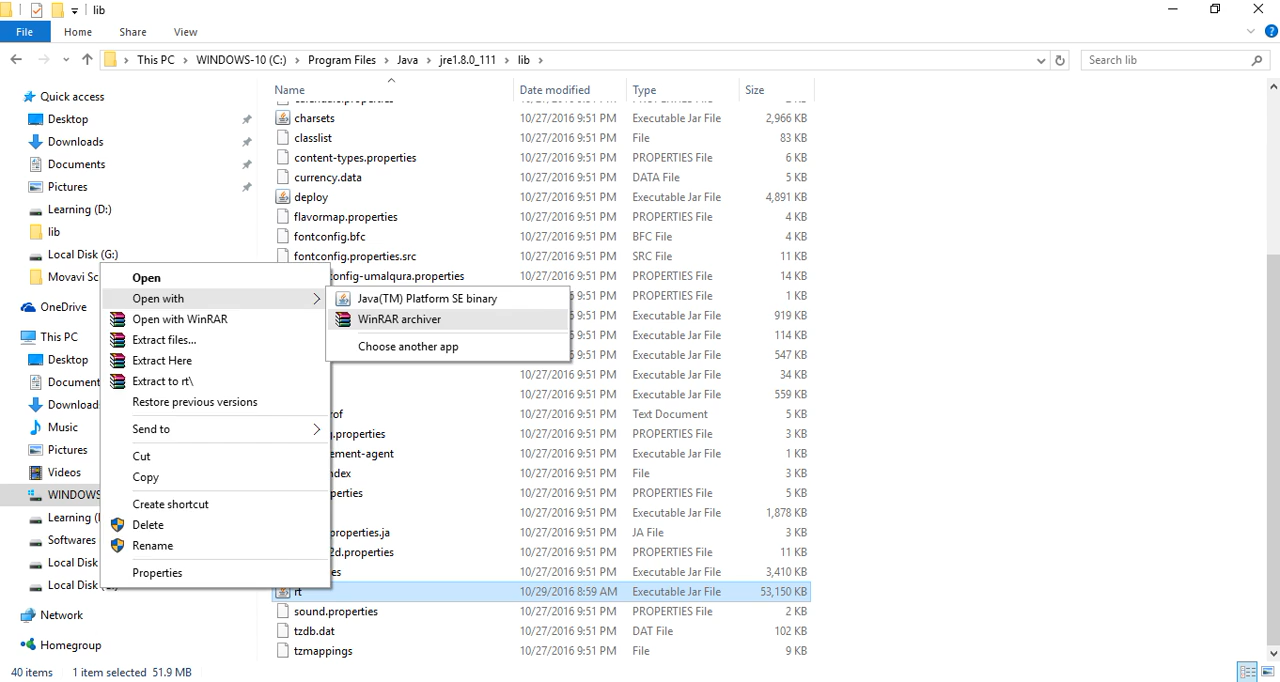 lib
File Home Share View
This PC WINDOWS-10 (C:) Program Files Java jre1.8.0_111 lib
Search lib
Name Date modified Type Size
Quick access
Desktop
Downloads
Documents
Pictures
Learning (D:)
lib
Local Disk (G:)
Movavi Sc
OneDrive
This PC
Desktop
Document
Download
Music
Pictures
Videos
WINDOWS
Learning (
Softwares
Local Disk
Local Disk
Network
Homegroup
Open
Open with
Open with WinRAR
Extract files...
Extract Here
Extract to rt\
Restore previous versions
Send to
Cut
Copy
Create shortcut
Delete
Rename
Properties
Java(TM) Platform SE binary
WinRAR archiver
Choose another app
10/27/2016 9:51 PM PROPERTIES File 2 KB
charsets 10/27/2016 9:51 PM Executable Jar File 2,966 KB
classlist 10/27/2016 9:51 PM File 83 KB
content-types.properties 10/27/2016 9:51 PM PROPERTIES File 6 KB
currency.data 10/27/2016 9:51 PM DATA File 5 KB
deploy 10/27/2016 9:51 PM Executable Jar File 4,891 KB
flavormap.properties 10/27/2016 9:51 PM PROPERTIES File 4 KB
fontconfig.bfc 10/27/2016 9:51 PM BFC File 4 KB
fontconfig.properties.src 10/27/2016 9:51 PM SRC File 11 KB
config-umalqura.properties 10/27/2016 9:51 PM PROPERTIES File 14 KB
PROPERTIES File 1 KB
Executable Jar File 919 KB
Executable Jar File 114 KB
Executable Jar File 547 KB
10/27/2016 9:51 PM Executable Jar File 34 KB
10/27/2016 9:51 PM Executable Jar File 559 KB
rof 10/27/2016 9:51 PM Text Document 5 KB
g.properties 10/27/2016 9:51 PM PROPERTIES File 3 KB
ement-agent 10/27/2016 9:51 PM Executable Jar File 1 KB
ndex 10/27/2016 9:51 PM File 3 KB
perties 10/27/2016 9:51 PM PROPERTIES File 5 KB
10/27/2016 9:51 PM Executable Jar File 1,878 KB
properties.ja 10/27/2016 9:51 PM JA File 3 KB
2d.properties 10/27/2016 9:51 PM PROPERTIES File 11 KB
es 10/27/2016 9:51 PM Executable Jar File 3,410 KB
rt 10/29/2016 8:59 AM Executable Jar File 53,150 KB
sound.properties 10/27/2016 9:51 PM PROPERTIES File 2 KB
tzdb.dat 10/27/2016 9:51 PM DAT File 102 KB
tzmappings 10/27/2016 9:51 PM File 9 KB
40 items 1 item selected 51.9 MB